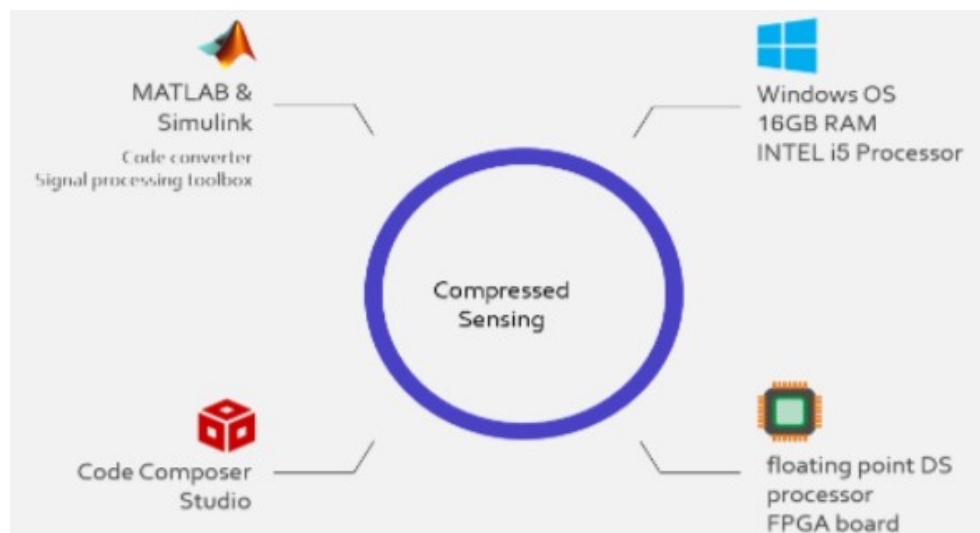 MATLAB &
Simulink
Code converter
Signal processing toolbox
Windows OS
16GB RAM
INTEL i5 Processor
Compressed
Sensing
Code Composer
Studio
floating point DS
processor
FPGA board